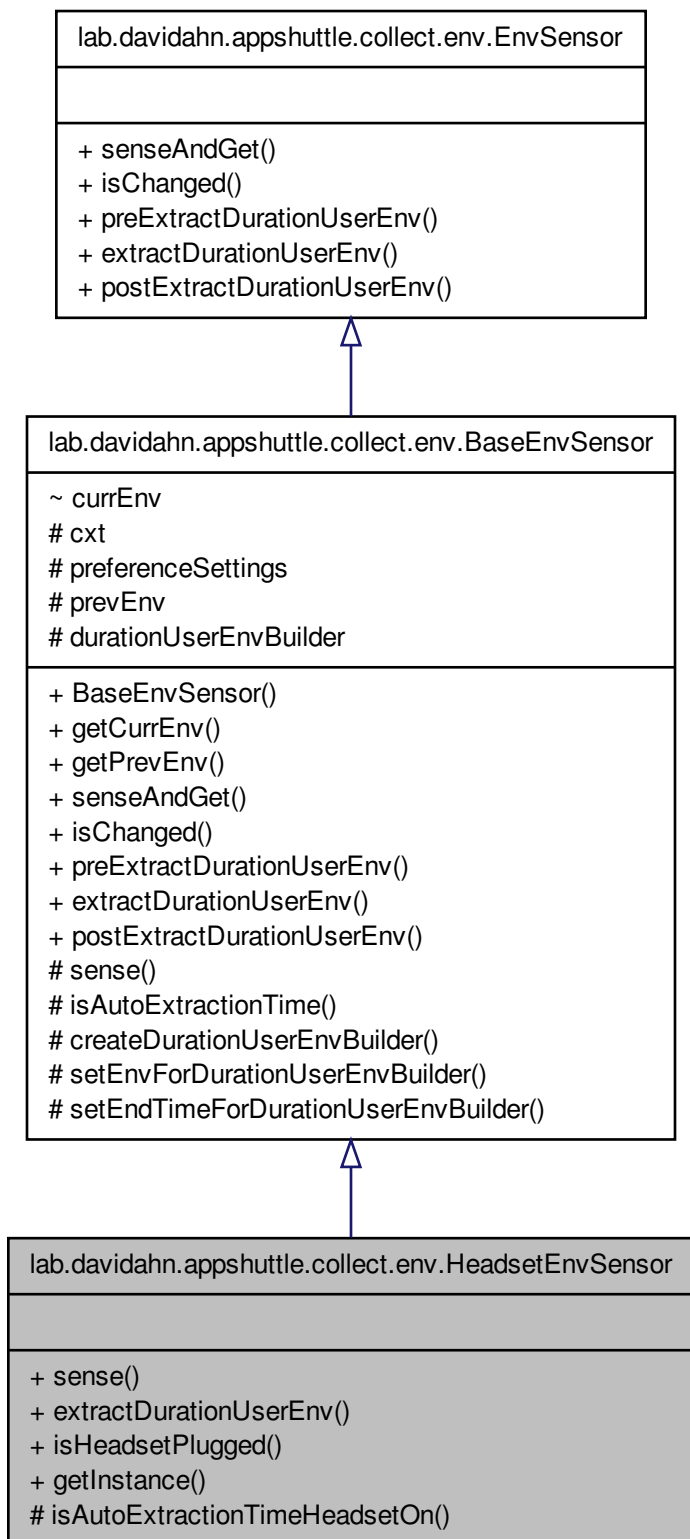 lab.davidahn.appshuttle.collect.env.EnvSensor
+ senseAndGet()
+ isChanged()
+ preExtractDurationUserEnv()
+ extractDurationUserEnv()
+ postExtractDurationUserEnv()
lab.davidahn.appshuttle.collect.env.BaseEnvSensor
~ currEnv
# cxt
# preferenceSettings
# prevEnv
# durationUserEnvBuilder
+ BaseEnvSensor()
+ getCurrEnv()
+ getPrevEnv()
+ senseAndGet()
+ isChanged()
+ preExtractDurationUserEnv()
+ extractDurationUserEnv()
+ postExtractDurationUserEnv()
# sense()
# isAutoExtractionTime()
# createDurationUserEnvBuilder()
# setEnvForDurationUserEnvBuilder()
# setEndTimeForDurationUserEnvBuilder()
lab.davidahn.appshuttle.collect.env.HeadsetEnvSensor
+ sense()
+ extractDurationUserEnv()
+ isHeadsetPlugged()
+ getInstance()
# isAutoExtractionTimeHeadsetOn()